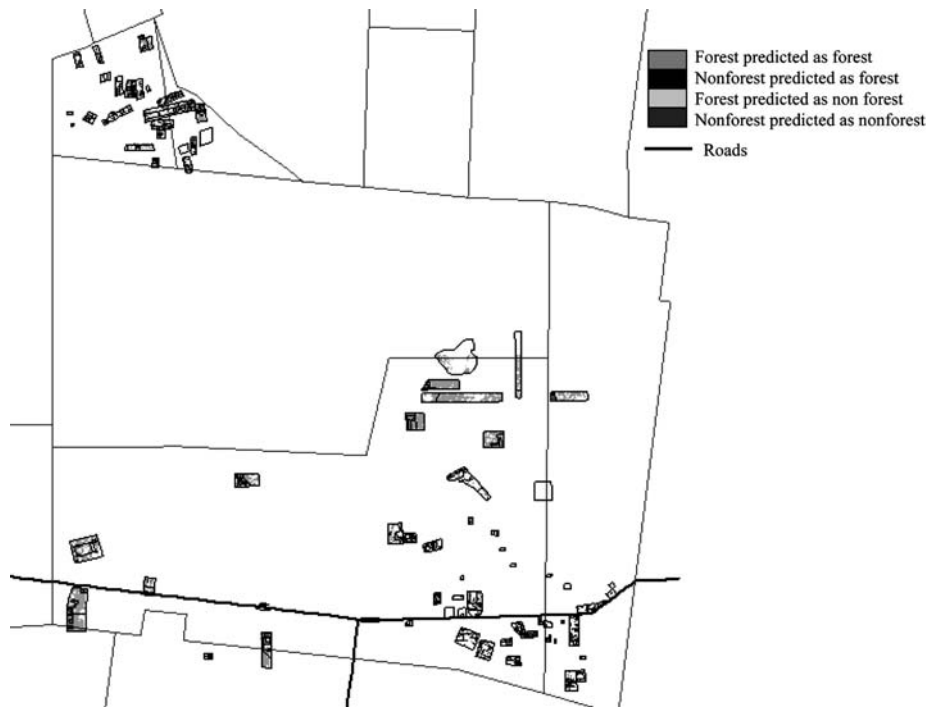 Forest predicted as forest
Nonforest predicted as forest
Forest predicted as non forest
Nonforest predicted as nonforest
Roads